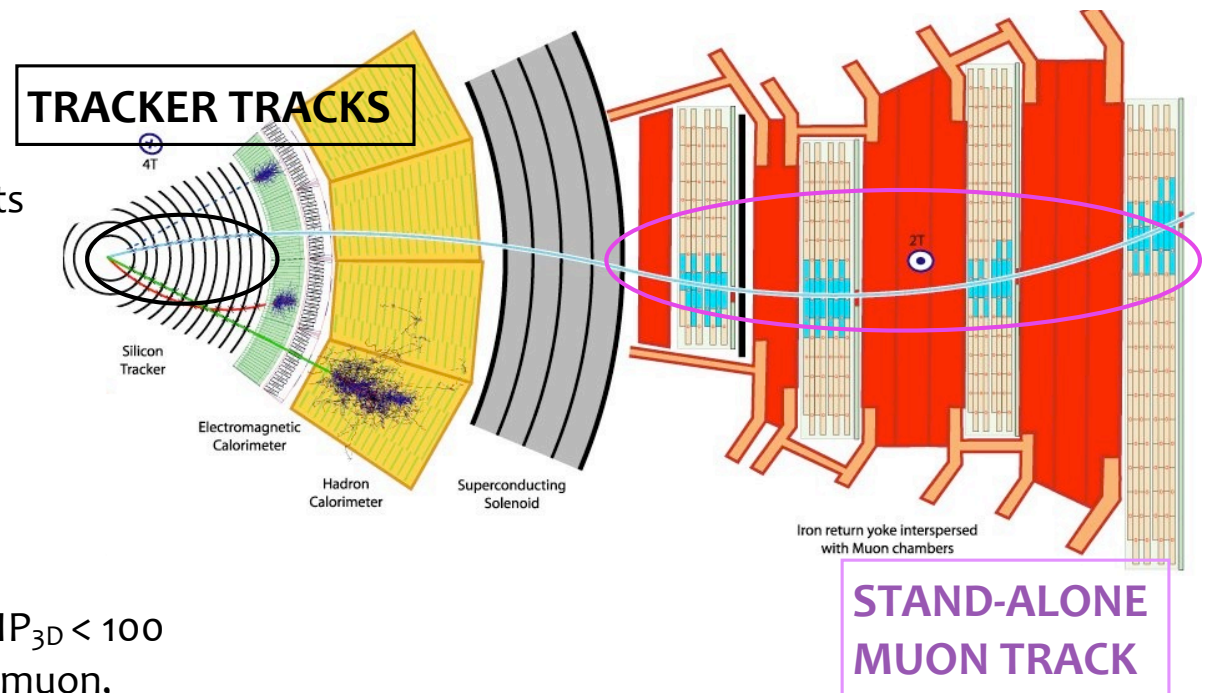 TRACKER TRACKS
4T
ts
2T
Silicon
Tracker
Electromagnetic
Calorimeter
Hadron
Calorimeter
Superconducting
Solenoid
Iron return yoke interspersed
with Muon chambers
STAND-ALONE
MUON TRACK
IP3D < 100
muon,